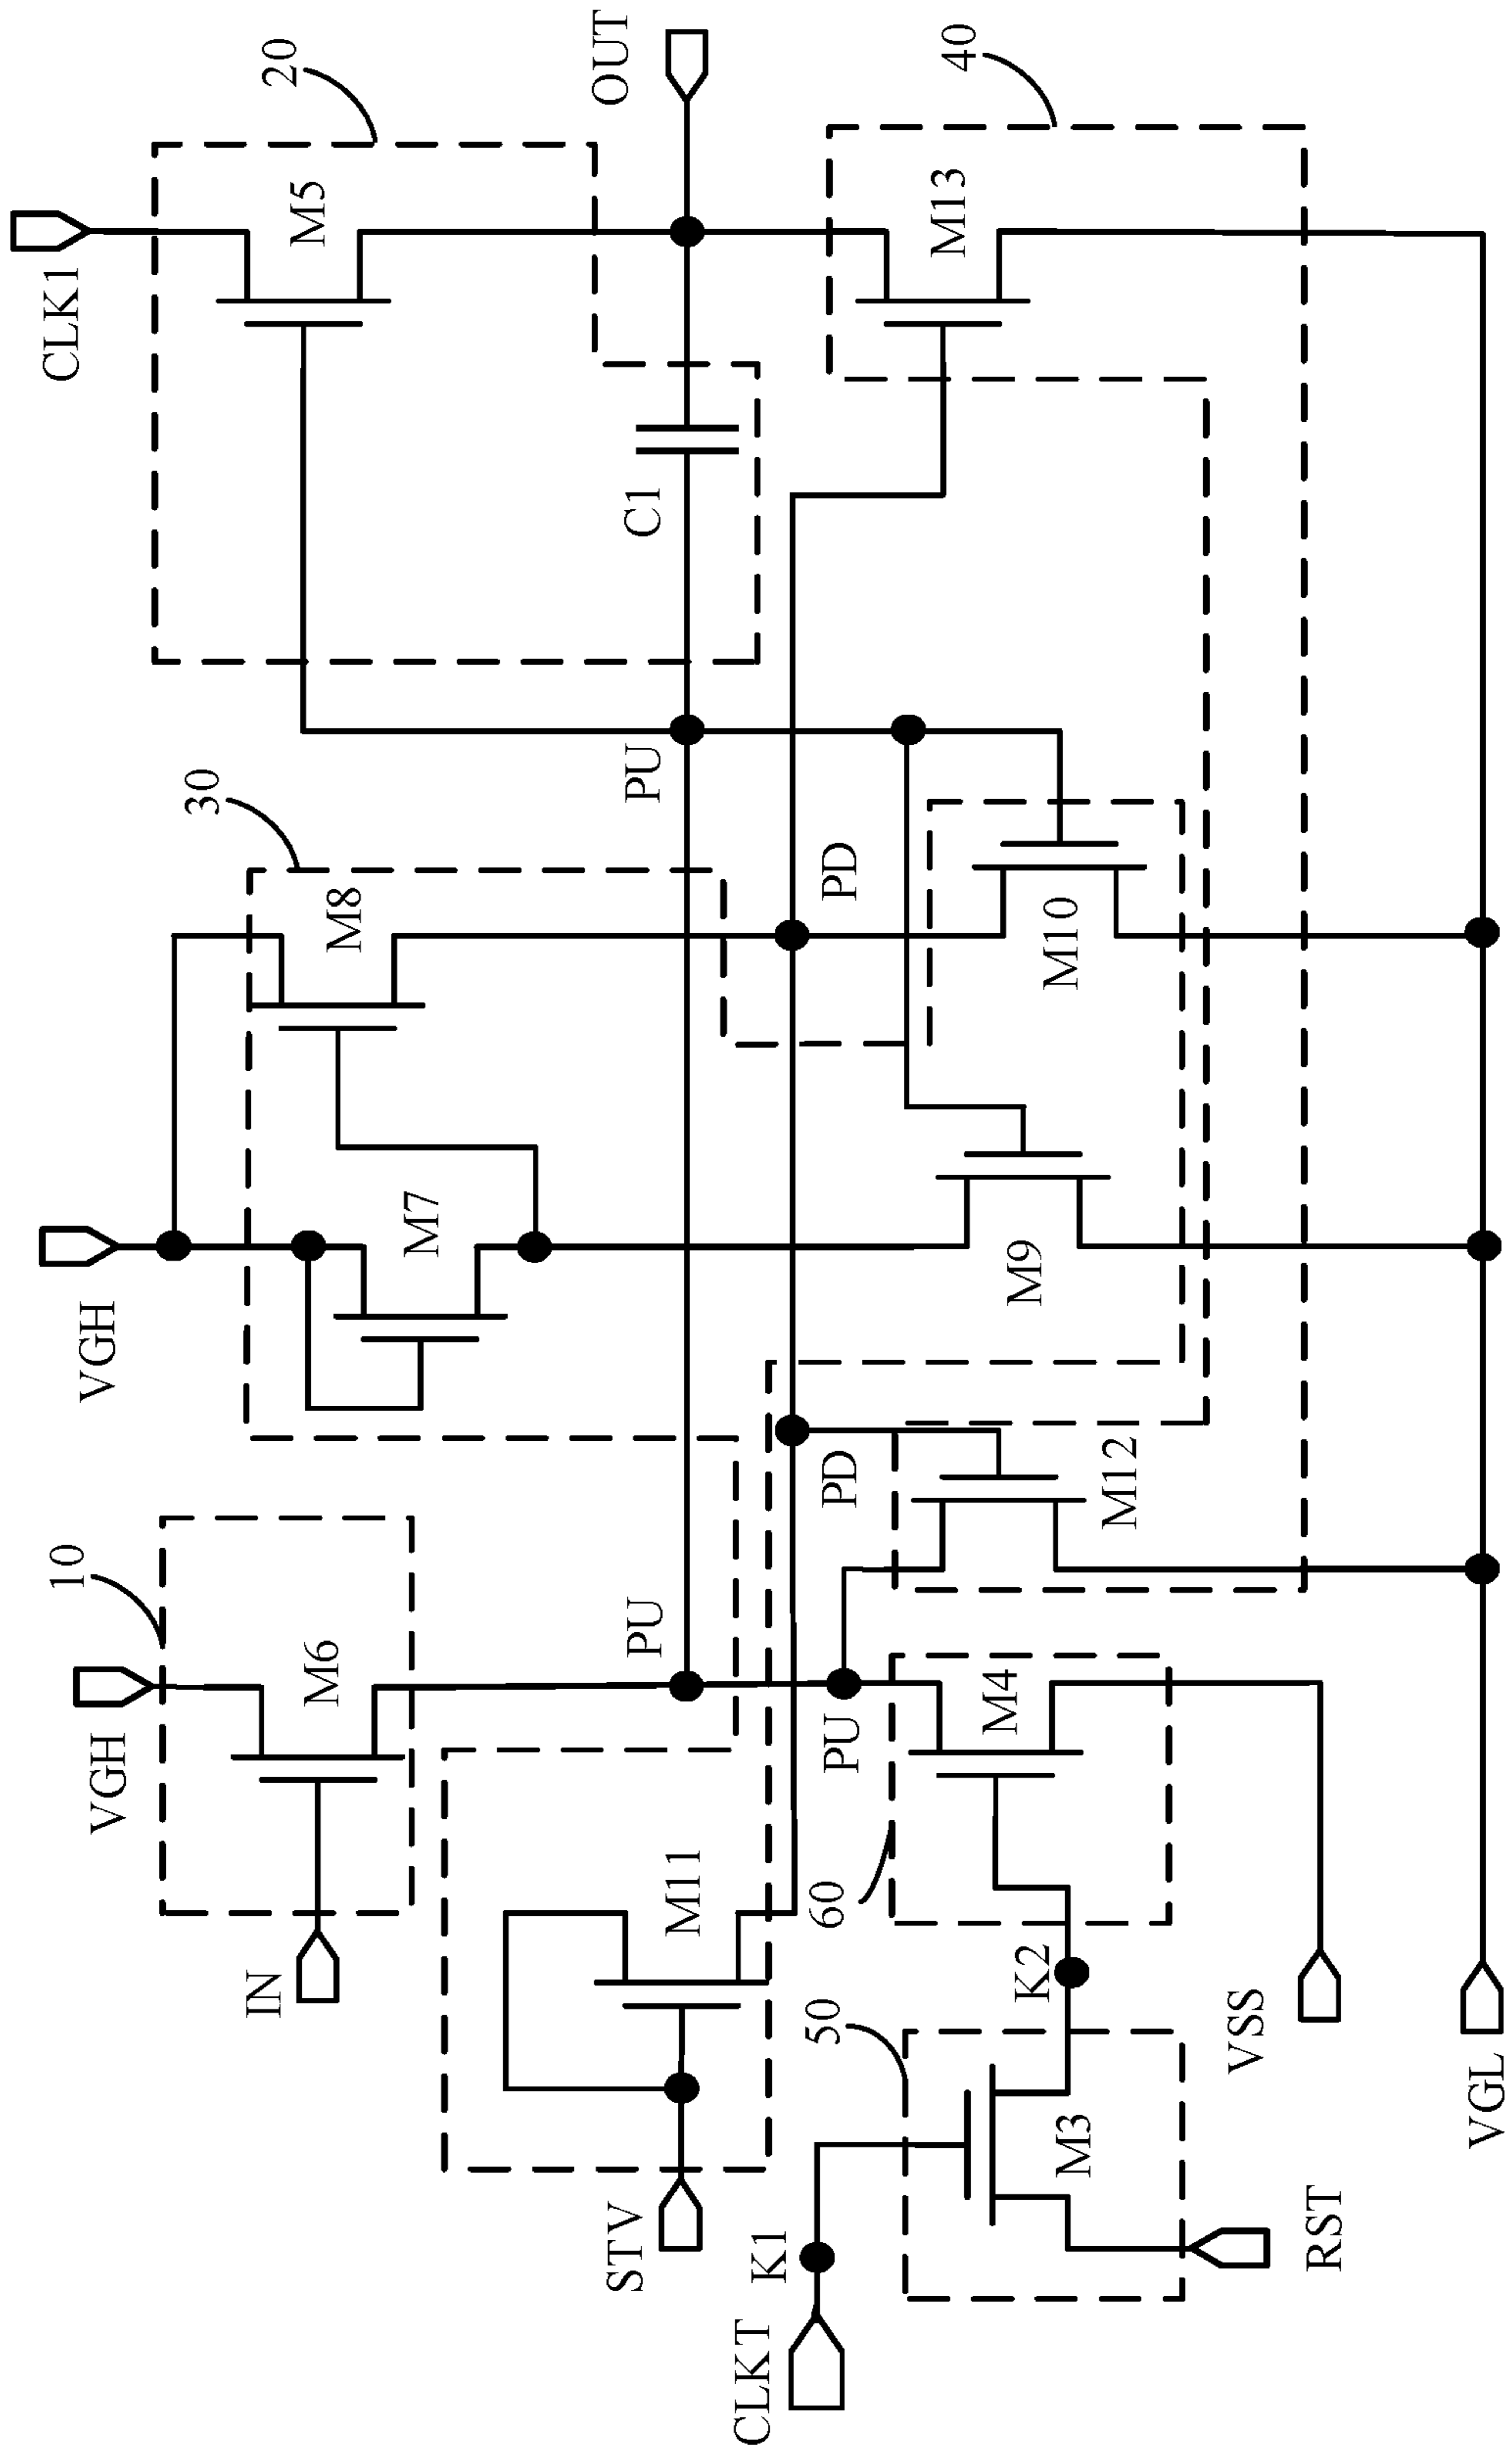 CLK1
10
VGH
VGH
30
20
IN
M6
M5
M8
M7
OUT
STV
PU
PU
C1
M11
CLKT
K1
50
60
PU
PD
PD
M13
40
K2
M4
M9
M10
M3
M12
VSS
RST
VGL